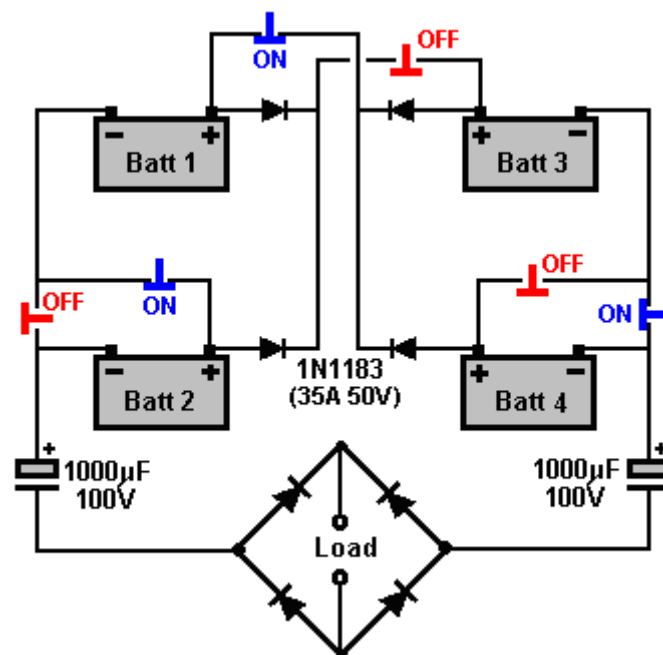 OFF
ON
- +
Batt 1
+ -
Batt 3
OFF
ON
OFF
ON
- +
Batt 2
1N1183
(35A 50V)
+ -
Batt 4
+
1000µF
100V
+
1000µF
100V
Load